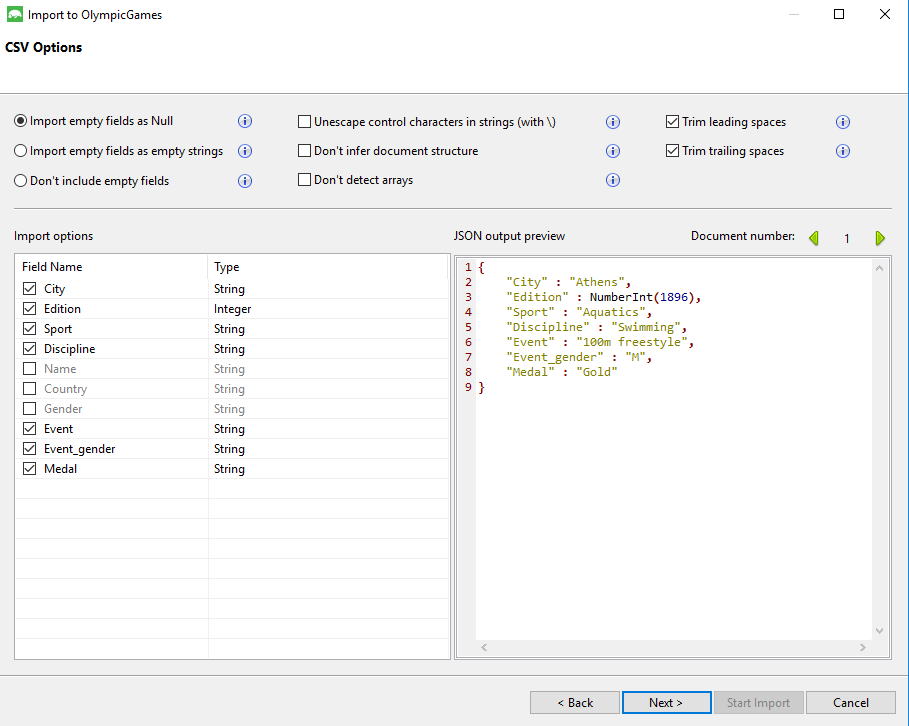 Import to OlympicGames
CSV Options
Import empty fields as Null
Unescape control characters in strings (with \)
Trim leading spaces
Import empty fields as empty strings
Don't infer document structure
Trim trailing spaces
Don't include empty fields
Don't detect arrays
Import options
JSON output preview
Document number: 1
Field Name Type
City String
Edition Integer
Sport String
Discipline String
Name String
Country String
Gender String
Event String
Event_gender String
Medal String
1 {
2 "City" : "Athens",
3 "Edition" : NumberInt(1896),
4 "Sport" : "Aquatics",
5 "Discipline" : "Swimming",
6 "Event" : "100m freestyle",
7 "Event_gender" : "M",
8 "Medal" : "Gold"
9 }
< Back
Next >
Start Import
Cancel